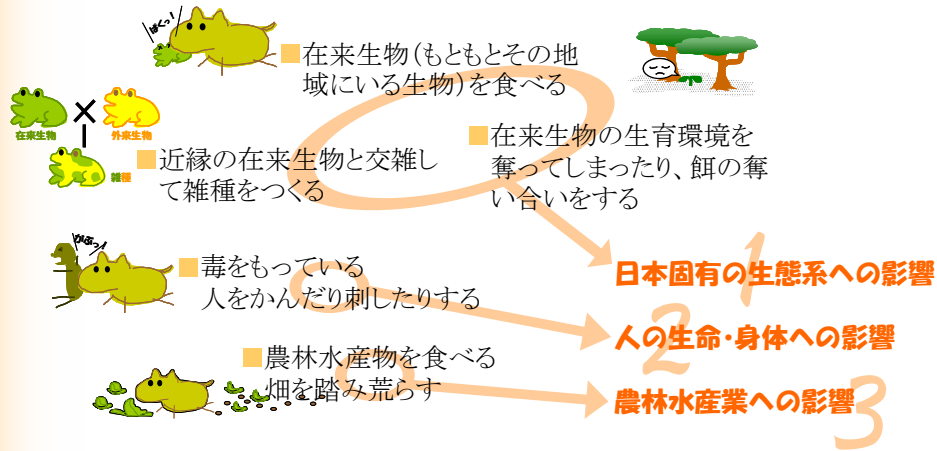 ぱくっ!
■在来生物(もともとその地
域にいる生物)を食べる
在来生物
外来生物
雑種
■近縁の在来生物と交雑し
て雑種をつくる
■在来生物の生育環境を
奪ってしまったり、餌の奪
い合いをする
がぶっ!
■毒をもっている
人をかんだり刺したりする
■農林水産物を食べる
畑を踏み荒らす
1
日本固有の生態系への影響
2
人の生命・身体への影響
3
農林水産業への影響